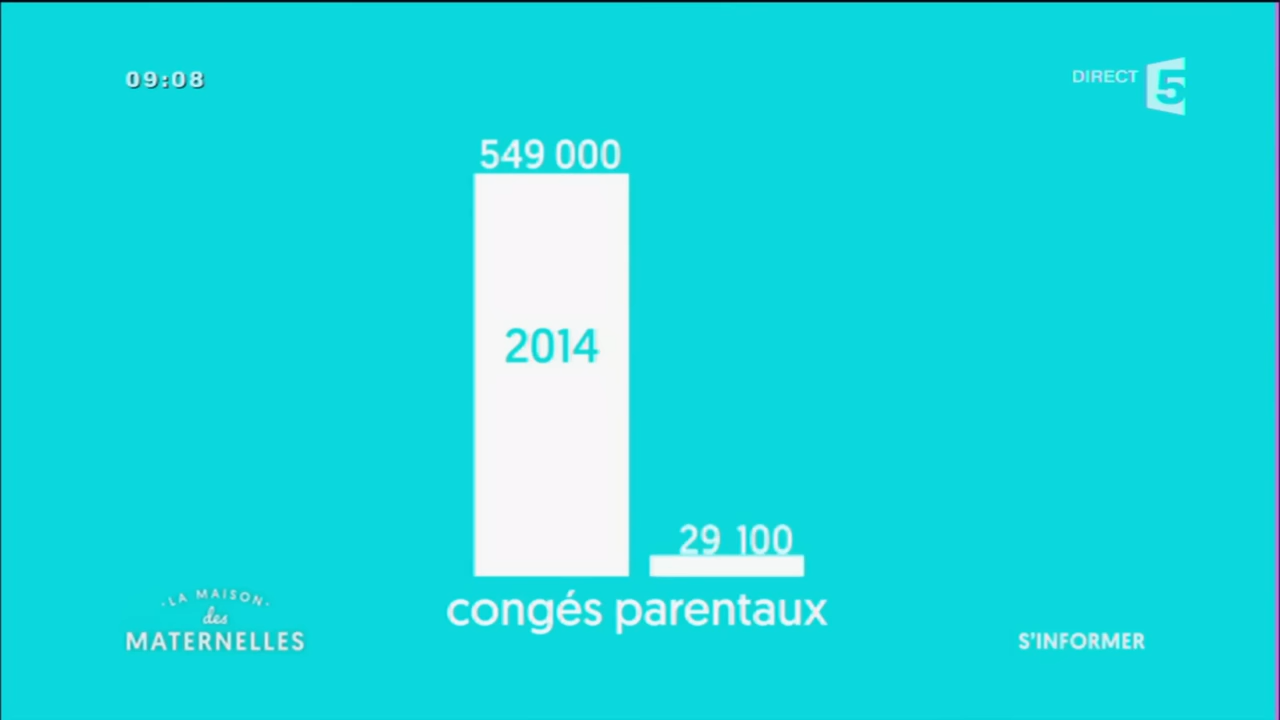 09:08
DIRECT 5
549 000
2014
29 100
congés parentaux
· LA MAISON ·
des
MATERNELLES
S'INFORMER